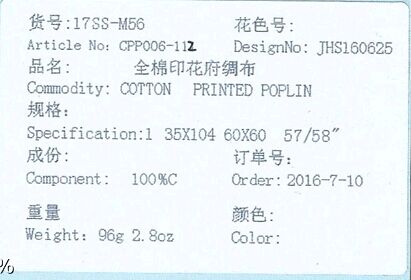 货号:17SS-M56 花色号:
Article No: CPP006-112 DesignNo: JHS160625
品名: 全棉印花府绸布
Commodity: COTTON PRINTED POPLIN
规格:
Specification:1 35X104 60X60 57/58″
成份: 订单号:
Component: 100%C Order: 2016-7-10
重量 颜色:
Weight: 96g 2.8oz Color:
%